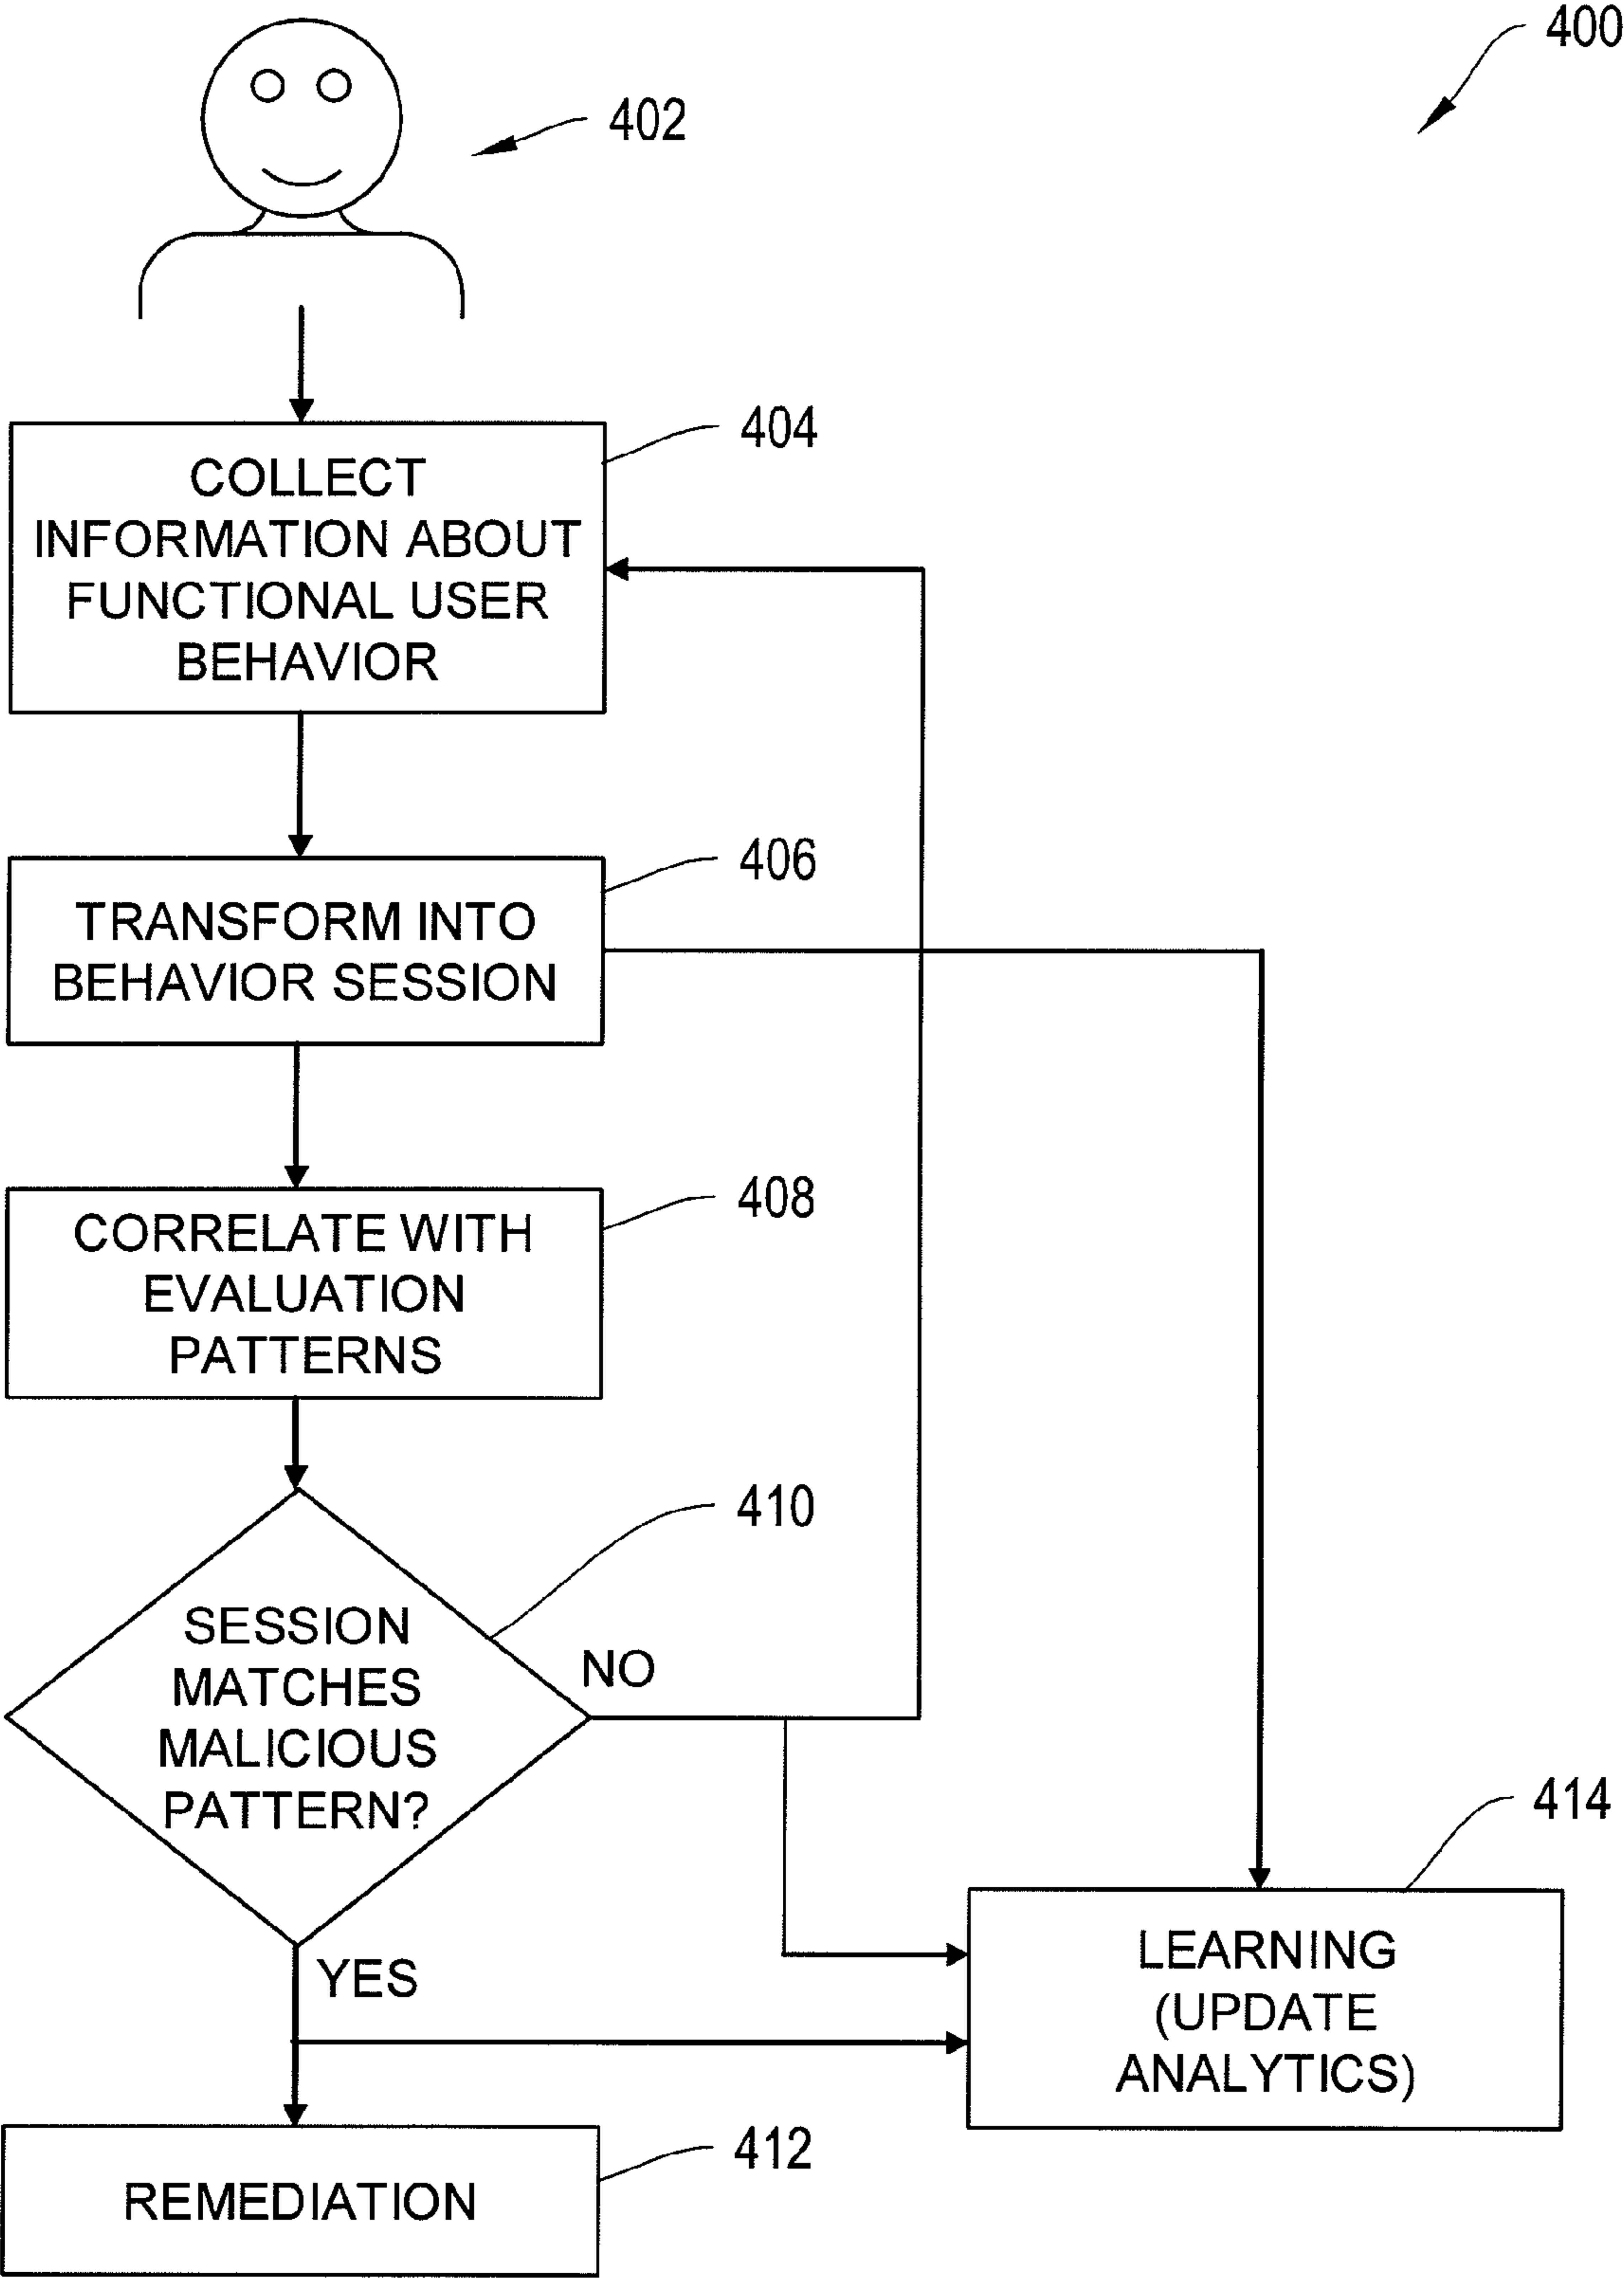 400
402
404
COLLECT
INFORMATION ABOUT
FUNCTIONAL USER
BEHAVIOR
406
TRANSFORM INTO
BEHAVIOR SESSION
408
CORRELATE WITH
EVALUATION
PATTERNS
410
SESSION
MATCHES
MALICIOUS
PATTERN?
NO
YES
414
LEARNING
(UPDATE
ANALYTICS)
412
REMEDIATION